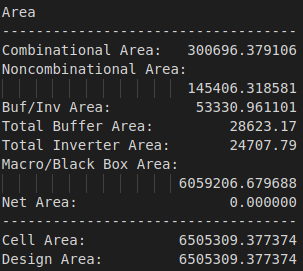 Area
-----------------------------------
Combinational Area:   300696.379106
Noncombinational Area:
                      145406.318581
Buf/Inv Area:          53330.961101
Total Buffer Area:         28623.17
Total Inverter Area:       24707.79
Macro/Black Box Area:
                     6059206.679688
Net Area:                  0.000000
-----------------------------------
Cell Area:           6505309.377374
Design Area:         6505309.377374